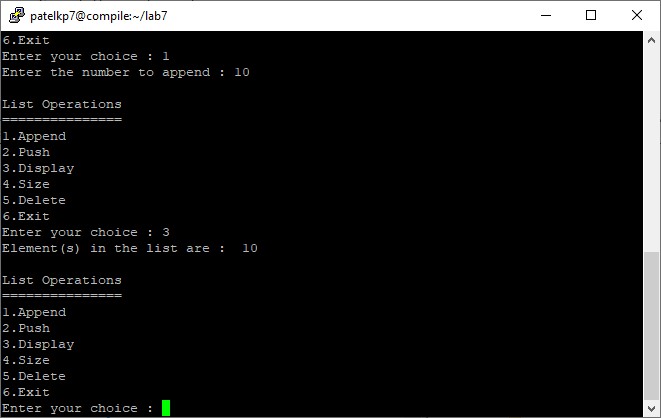 patelkp7@compile:~/lab7
6.Exit
Enter your choice : 1
Enter the number to append : 10
List Operations
===============
1.Append
2.Push
3.Display
4.Size
5.Delete
6.Exit
Enter your choice : 3
Element(s) in the list are :  10
List Operations
===============
1.Append
2.Push
3.Display
4.Size
5.Delete
6.Exit
Enter your choice :